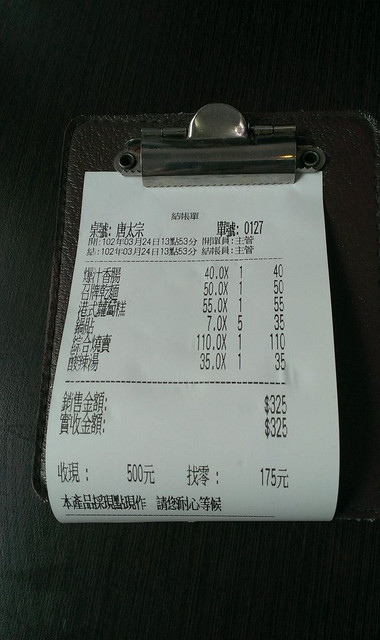 結帳單
桌號: 唐太宗 單號: 0127
開:102年03月24日13點53分 開單員:主管
結:102年03月24日13點53分 結帳員:主管
爆汁香腸 40.0X 1 40
招牌乾麵 50.0X 1 50
港式蘿蔔糕 55.0X 1 55
鍋貼 7.0X 5 35
綜合燒賣 110.0X 1 110
酸辣湯 35.0X 1 35
銷售金額: $325
實收金額: $325
收現: 500元 找零: 175元
本產品採現點現作 請您耐心等候